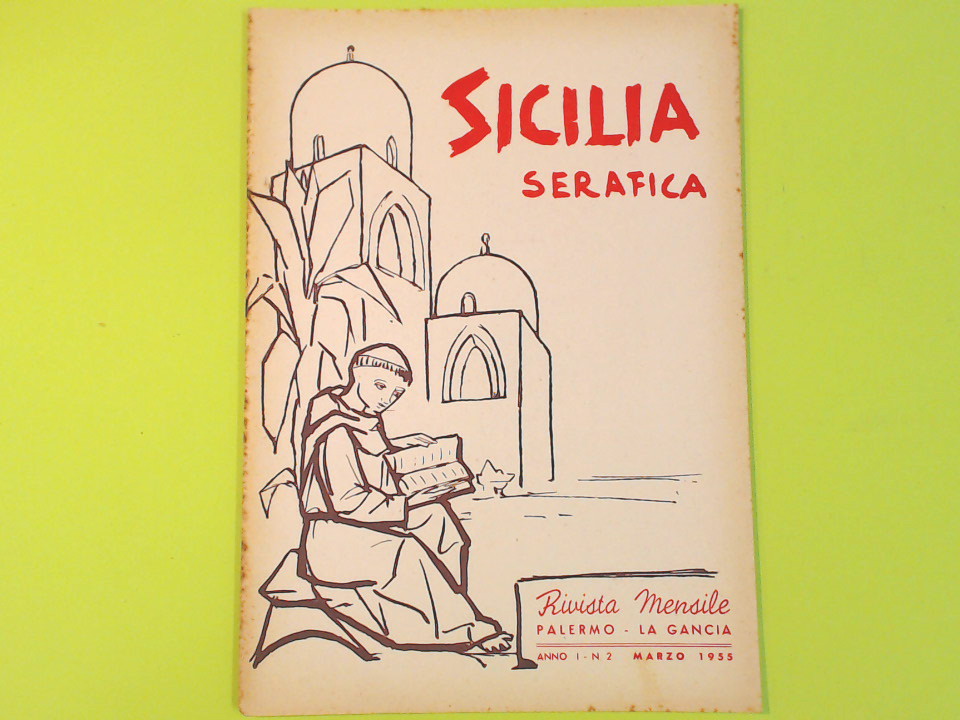 SICILIA
SERAFICA
Rivista Mensile
PALERMO - LA GANCIA
ANNO I - N 2 MARZO 1955